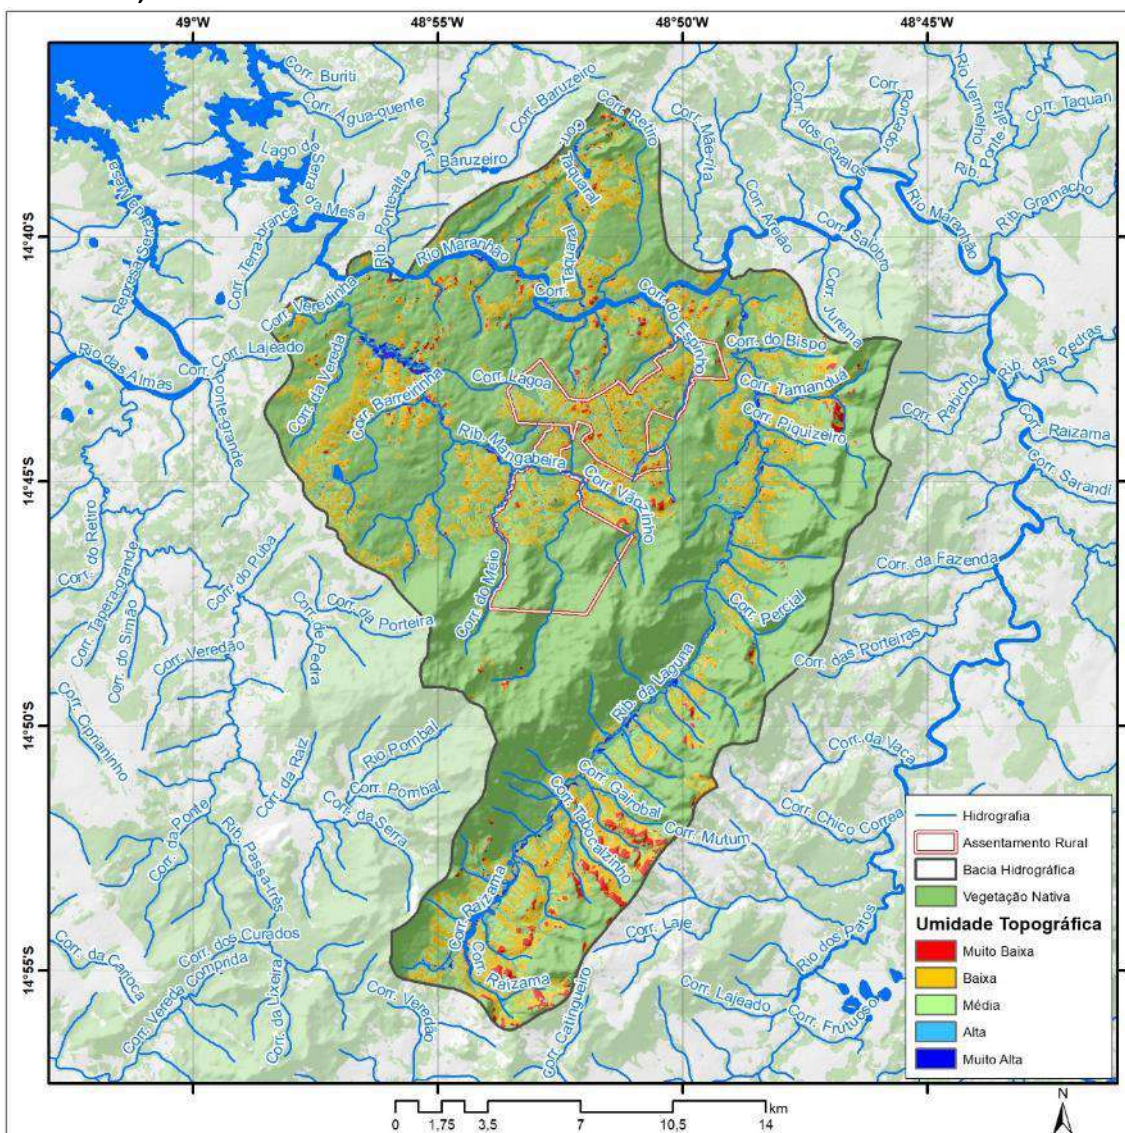 49°W
48°55'W
48°50'W
48°45'W
14°40'S
14°45'S
14°50'S
14°55'S
Corr. Buriti
Corr. Água-quente
Corr. Baruzeiro
Corr. Baruzeiro
Corr. Retiro
Corr. Taquaral
Corr. Mãe-rita
Corr. dos Cavalos
Corr. Roncador
Rio Vermelho
Rib. Ponte alta
Corr. Taquari
Lago de Serra da Mesa
Represa Serra da Mesa
Corr. Terra-branca
Rib. Ponte-alta
Rio Maranhão
Corr. Taquaral
Corr. Areião
Corr. Salobro
Rio Maranhão
Rib. Gramacho
Corr. Veredinha
Corr. do Espinho
Corr. Jurema
Corr. Corr. Lajeado
Rio das Almas
Corr. da Vereda
Corr. Lagoa
Corr. do Bispo
Rib. das Pedras
Corr. Barreirinha
Corr. Tamanduá
Corr. Rabicho
Ponte-grande
Corr. Piquizeiro
Corr. Raizama
Rib. Mangabeira
Corr. Vãozinho
Corr. Sarandi
Corr. do Retiro
Corr. do Puba
Corr. do Meio
Corr. da Fazenda
Corr. Tapera-grande
Corr. do Simão
Corr. da Porteira
Corr. de Pedra
Corr. Percial
Corr. Veredão
Corr. das Porteiras
Corr. Ciprianinho
Rib. da Laguna
Rio Pombal
Corr. da Raiz
Corr. da Vaca
Corr. Pombal
Corr. Gairobal
Corr. da Ponte
Corr. da Serra
Corr. Tabocalzinho
Corr. Mutum
Corr. Chico Correa
Rib. Passa-três
Corr. Raizama
Corr. Laje
Rio dos Patos
Corr. da Carioca
Corr. dos Curados
Corr. Vereda Comprida
Corr. da Lixeira
Corr. Raizama
Corr. Veredão
Corr. Catingueiro
Corr. Lajeado
Corr. Frutuoso
Hidrografia
Assentamento Rural
Bacia Hidrográfica
Vegetação Nativa
Umidade Topográfica
Muito Baixa
Baixa
Média
Alta
Muito Alta
N
km
0 1,75 3,5 7 10,5 14